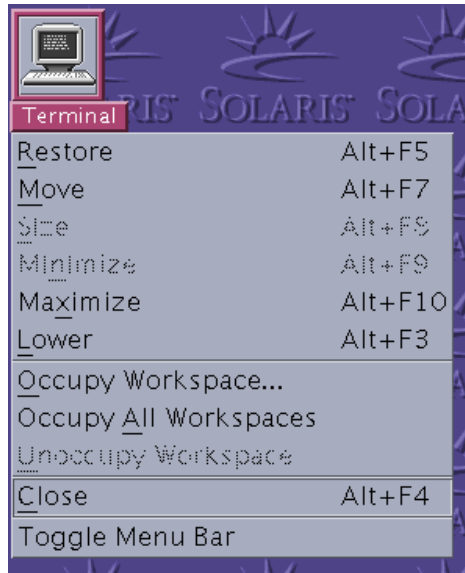 Terminal
RIS SOLARIS SOLA
Restore Alt+F5
Move Alt+F7
Size Alt+F8
Minimize Alt+F9
Maximize Alt+F10
Lower Alt+F3
Occupy Workspace...
Occupy All Workspaces
Unoccupy Workspace
Close Alt+F4
Toggle Menu Bar